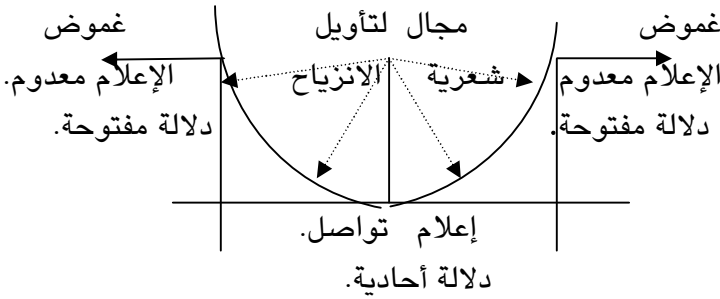 غموض مجال لتأويل غموض
الإعلام معدوم شعرية الانزياح الإعلام معدوم.
دلالة مفتوحة. دلالة مفتوحة.
إعلام تواصل.
دلالة أحادية.